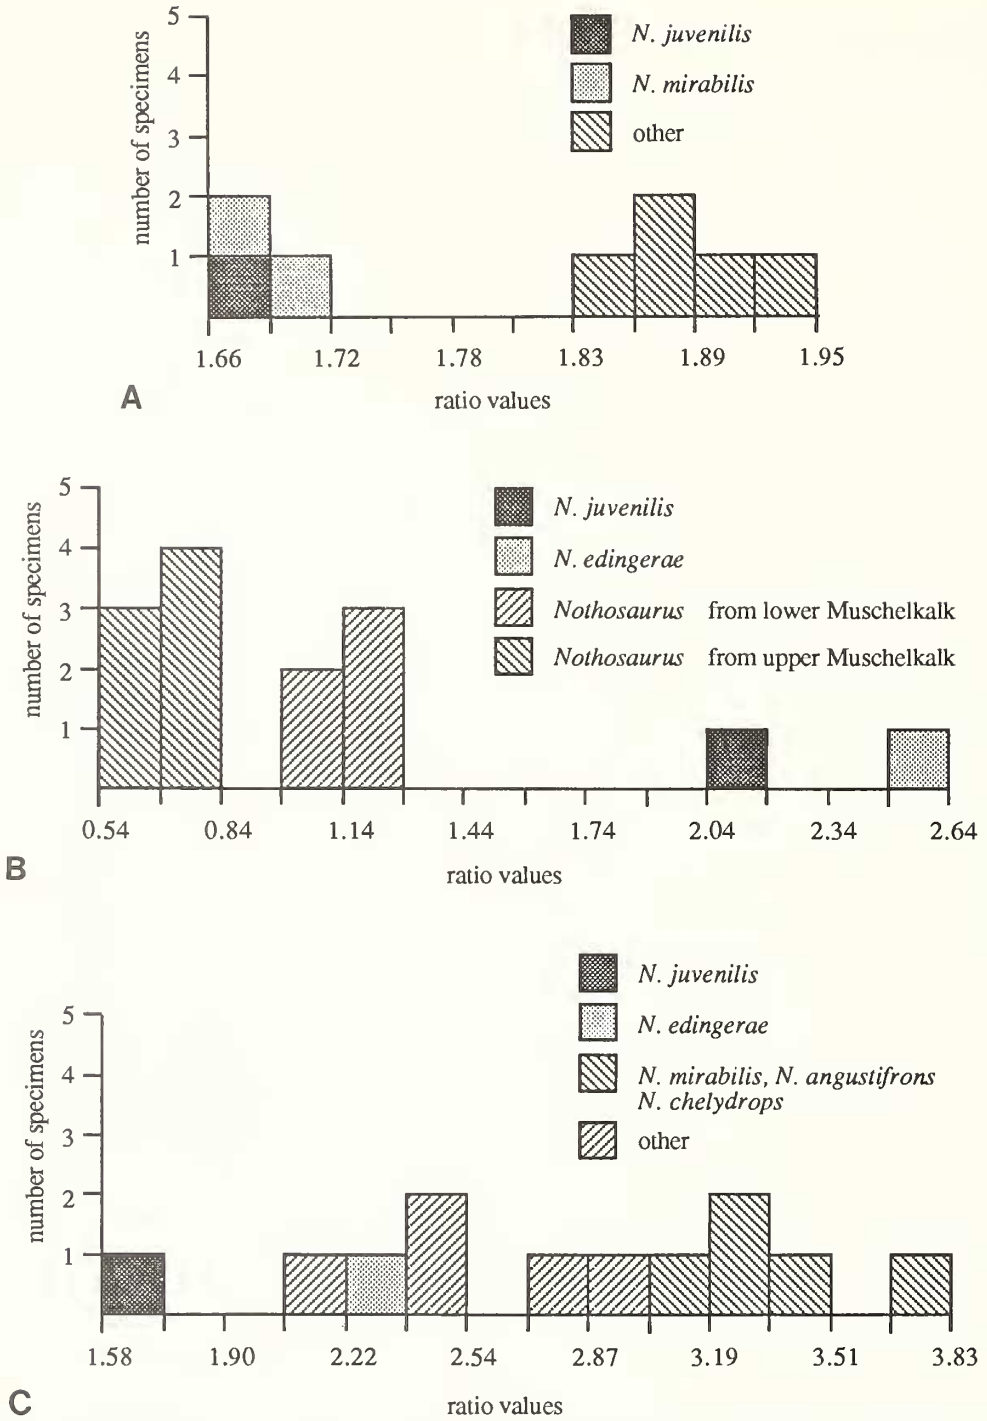 5
4
3
2
1
number of specimens
N. juvenilis
N. mirabilis
other
1.66 1.72 1.78 1.83 1.89 1.95
A
ratio values
5
4
3
2
1
number of specimens
N. juvenilis
N. edingerae
Nothosaurus from lower Muschelkalk
Nothosaurus from upper Muschelkalk
0.54 0.84 1.14 1.44 1.74 2.04 2.34 2.64
B
ratio values
5
4
3
2
1
number of specimens
N. juvenilis
N. edingerae
N. mirabilis, N. angustifrons
N. chelydrops
other
1.58 1.90 2.22 2.54 2.87 3.19 3.51 3.83
C
ratio values